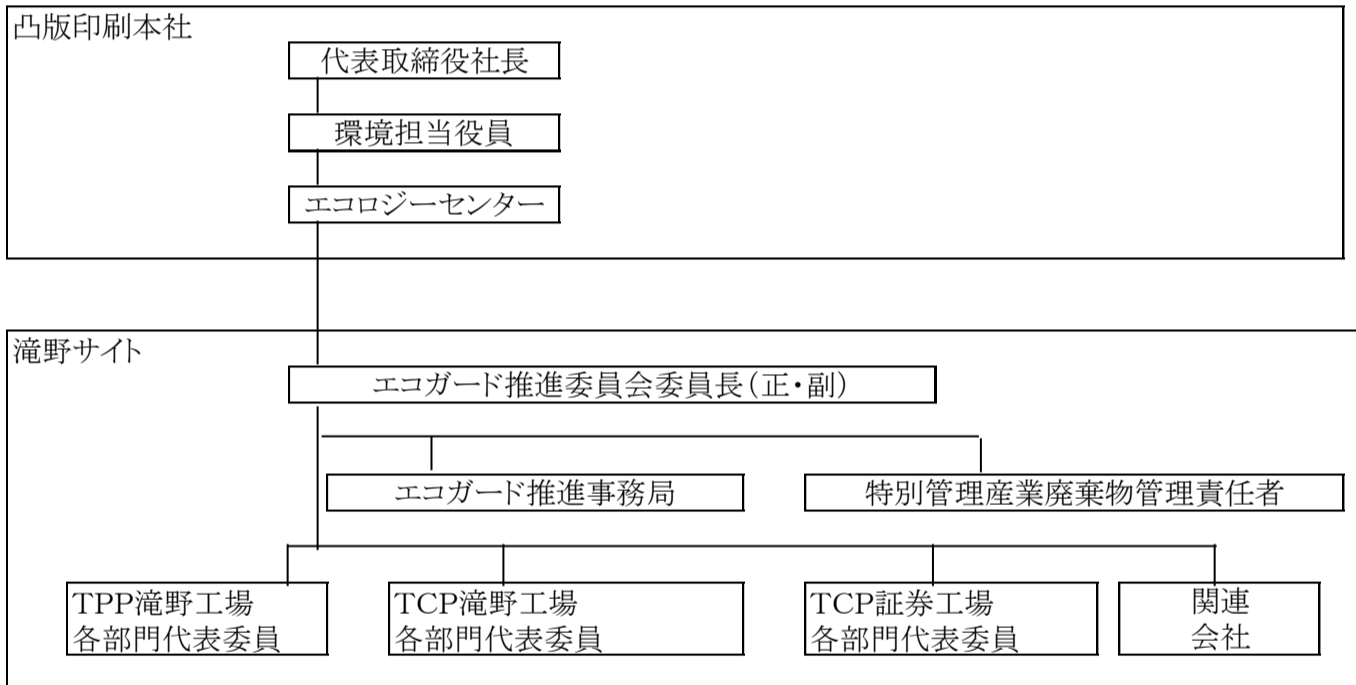 凸版印刷本社
代表取締役社長
環境担当役員
エコロジーセンター
滝野サイト
エコガード推進委員会委員長(正・副)
エコガード推進事務局
特別管理産業廃棄物管理責任者
TPP滝野工場
各部門代表委員
TCP滝野工場
各部門代表委員
TCP証券工場
各部門代表委員
関連
会社